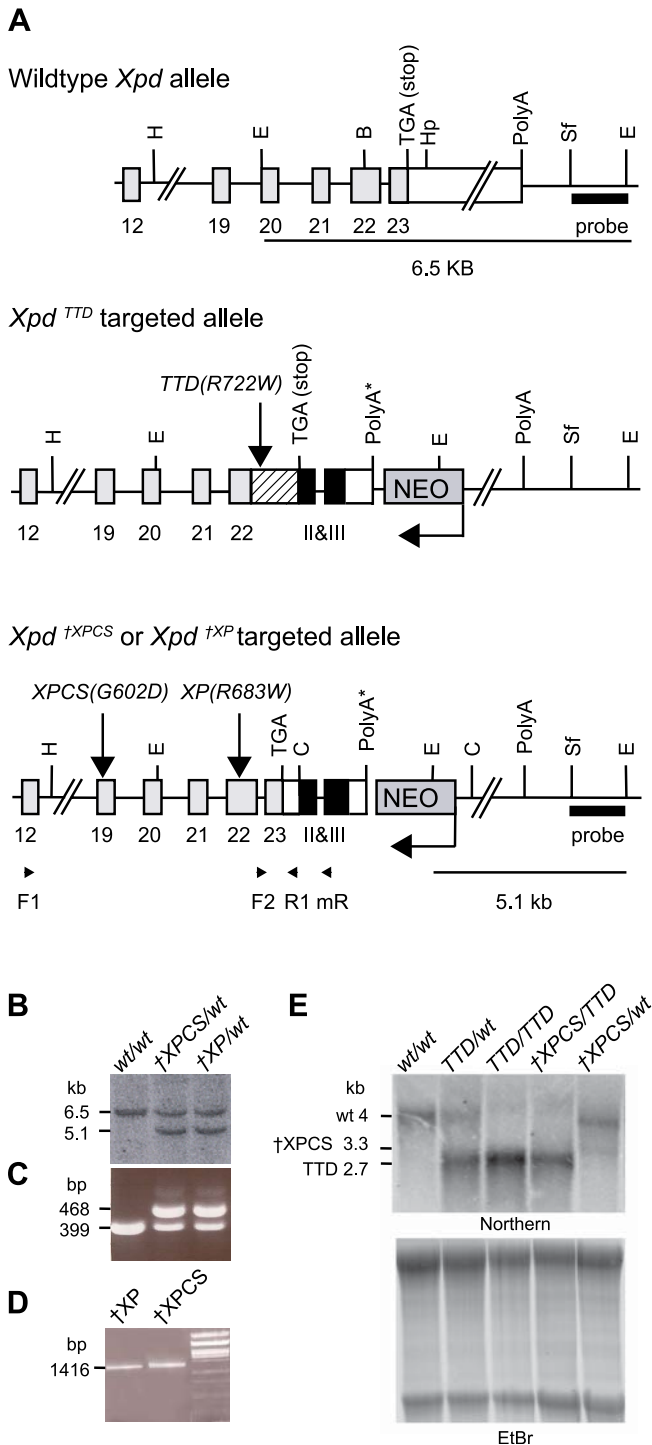 A
Wildtype Xpd allele
H E B TGA (stop) Hp PolyA Sf E
12 19 20 21 22 23 probe
6.5 KB
Xpd TTD targeted allele
TTD(R722W)
H E TGA (stop) PolyA* E PolyA Sf E
NEO
12 19 20 21 22 II&III
Xpd †XPCS or Xpd †XP targeted allele
XPCS(G602D) XP(R683W)
H E TGA C PolyA* E C PolyA Sf E
NEO
12 19 20 21 22 23 II&III probe
F1 F2 R1 mR 5.1 kb
B
wt/wt †XPCS/wt †XP/wt
kb
6.5
5.1
C
bp
468
399
D
†XP †XPCS
bp
1416
E
wt/wt TTD/wt TTD/TTD †XPCS/TTD †XPCS/wt
kb
wt 4
†XPCS 3.3
TTD 2.7
Northern
EtBr